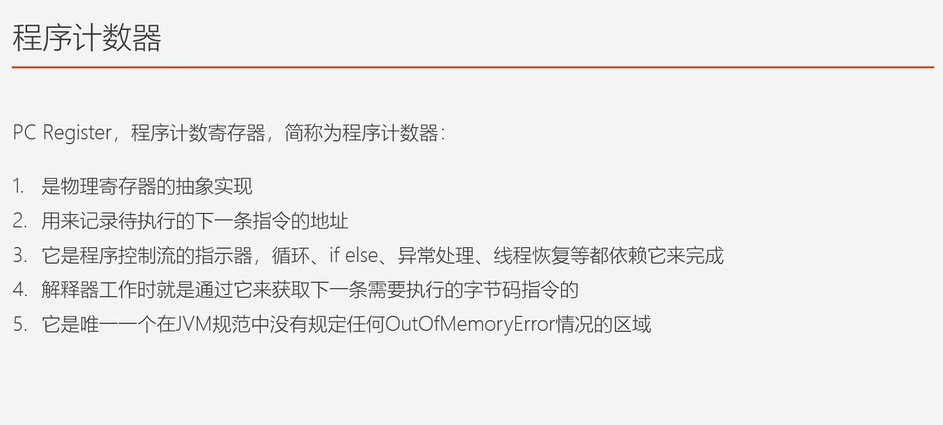 程序计数器
PC Register，程序计数寄存器，简称为程序计数器：
1. 是物理寄存器的抽象实现
2. 用来记录待执行的下一条指令的地址
3. 它是程序控制流的指示器，循环、if else、异常处理、线程恢复等都依赖它来完成
4. 解释器工作时就是通过它来获取下一条需要执行的字节码指令的
5. 它是唯一一个在JVM规范中没有规定任何OutOfMemoryError情况的区域